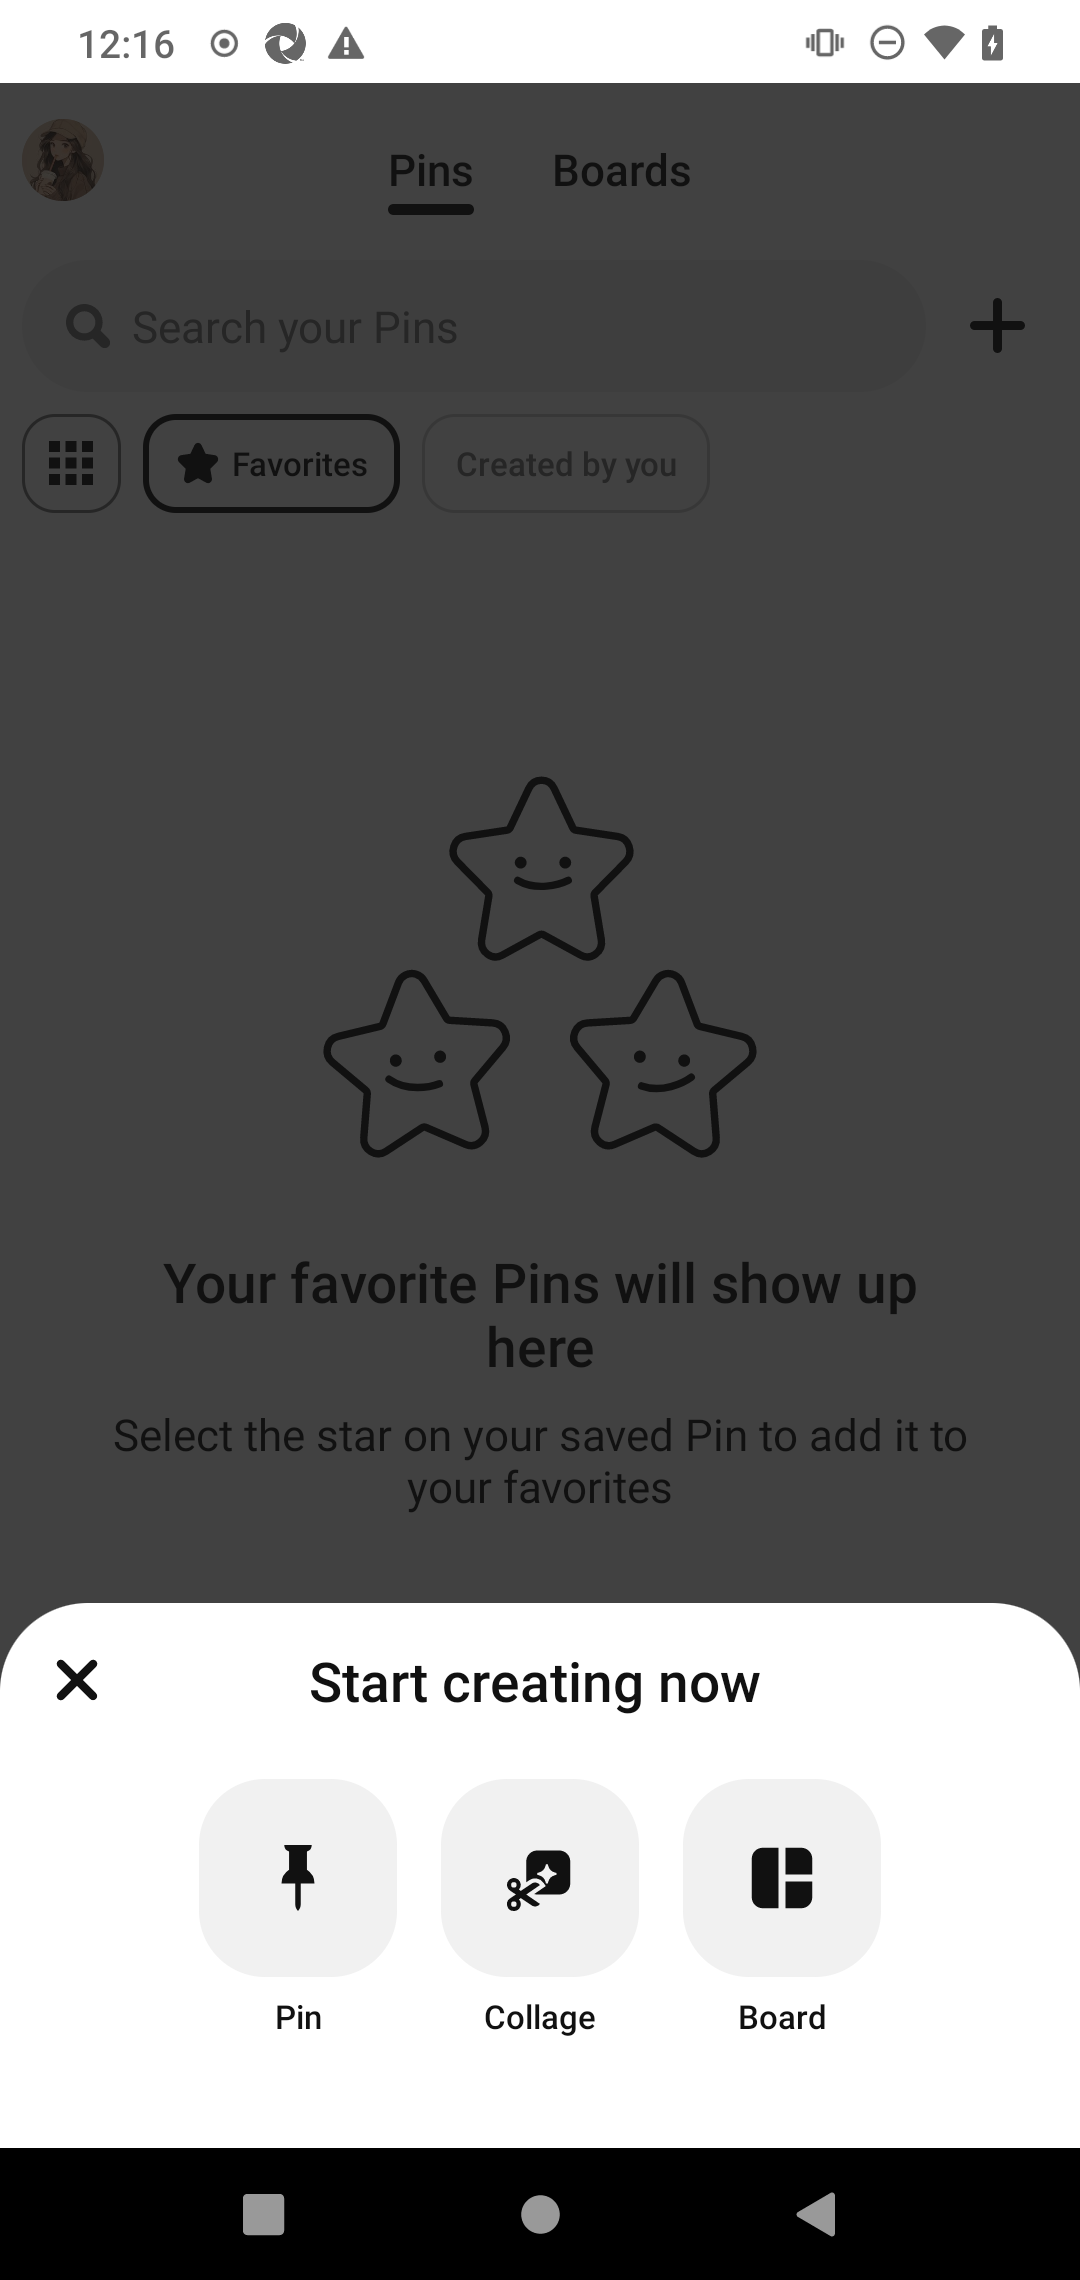 12:16
Pins Boards
Search your Pins
Favorites Created by you
Your favorite Pins will show up
here
Select the star on your saved Pin to add it to
your favorites
Start creating now
Pin Collage Board